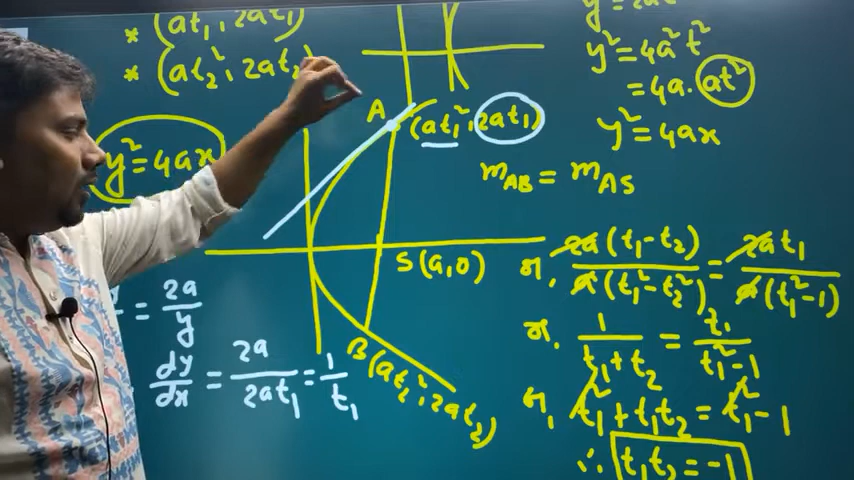 * (at₁², 2at₁)
* (at₂², 2at₂)
y² = 4ax
A (at₁², 2at₁)
S(a,0)
B(at₂², 2at₂)
= 2a/y
dy/dx = 2a/2at₁ = 1/t₁
y = 2at
y² = 4a²t²
= 4a. at²
y² = 4ax
m_AB = m_AS
বা, 2a(t₁-t₂)/a(t₁²-t₂²) = 2at₁/a(t₁²-1)
বা, 1/t₁+t₂ = t₁/t₁²-1
বা, t₁²+t₁t₂ = t₁²-1
∴ t₁t₂ = -1